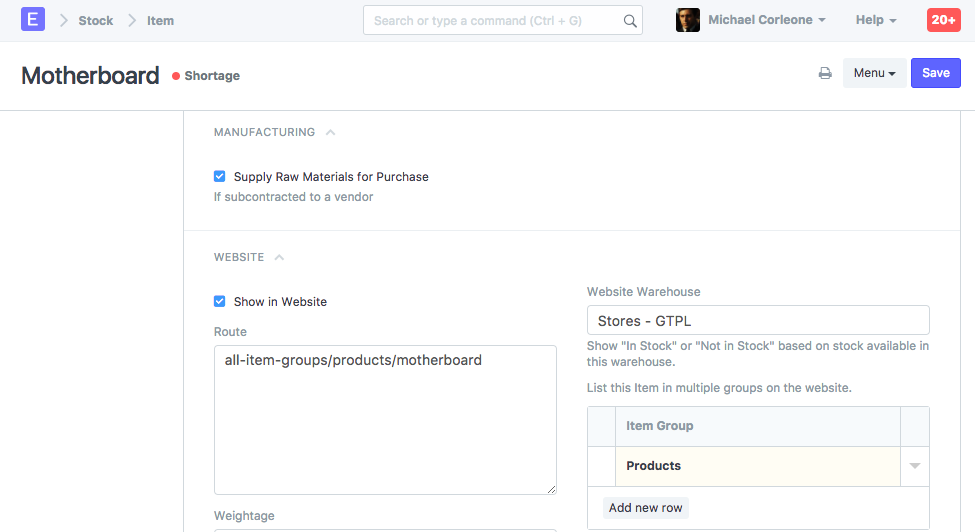 E Stock Item Search or type a command (Ctrl + G) Michael Corleone Help 20+
Motherboard Shortage Menu Save
MANUFACTURING
Supply Raw Materials for Purchase
If subcontracted to a vendor
WEBSITE
Show in Website
Route
all-item-groups/products/motherboard
Weightage
Website Warehouse
Stores - GTPL
Show "In Stock" or "Not in Stock" based on stock available in
this warehouse.
List this Item in multiple groups on the website.
Item Group
Products
Add new row